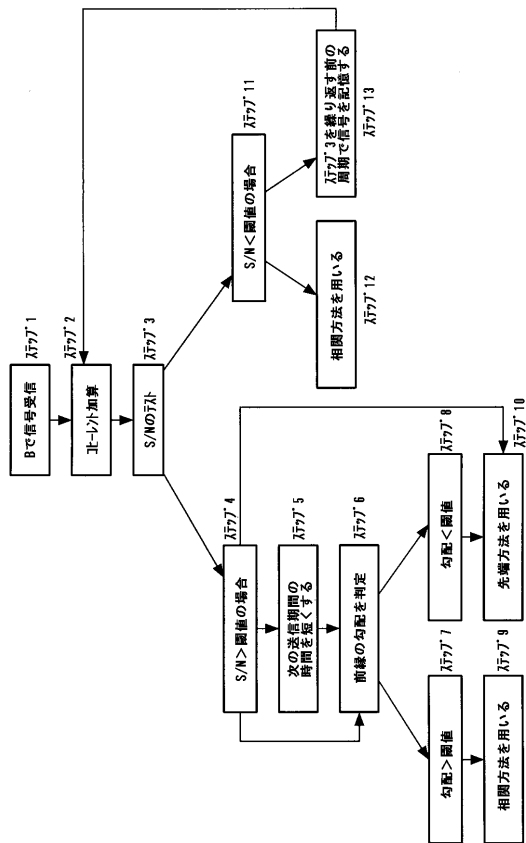 ステップ1
Bで信号受信
ステップ2
コヒーレント加算
ステップ3
S/Nのテスト
ステップ4
S/N>閾値の場合
ステップ5
次の送信期間の
時間を短くする
ステップ6
前縁の勾配を判定
ステップ7
勾配>閾値
ステップ8
勾配<閾値
ステップ9
相関方法を用いる
ステップ10
先端方法を用いる
ステップ11
S/N<閾値の場合
ステップ12
相関方法を用いる
ステップ3を繰り返す前の
周期で信号を記憶する
ステップ13